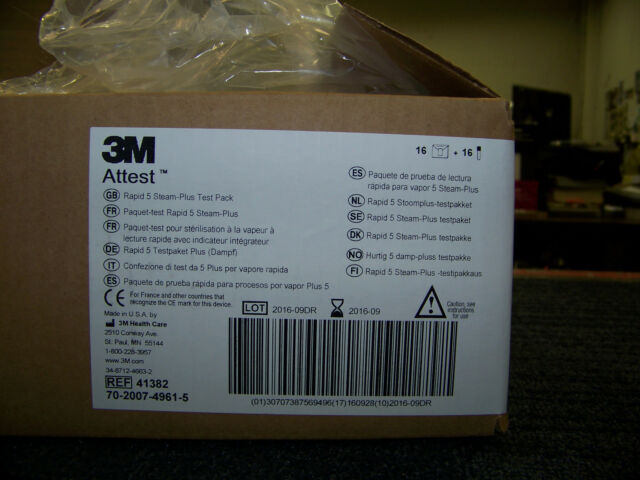 3M
Attest™
16 + 16
GB Rapid 5 Steam-Plus Test Pack
FR Paquet-test Rapid 5 Steam-Plus
FR Paquet-test pour stérilisation à la vapeur à
lecture rapide avec indicateur intégrateur
DE Rapid 5 Testpaket Plus (Dampf)
IT Confezione di test da 5 Plus per vapore rapida
ES Paquete de prueba rápida para procesos por vapor Plus 5
ES Paquete de prueba de lectura
rápida para vapor 5 Steam-Plus
NL Rapid 5 Stoomplus-testpakket
SE Rapid 5 Steam-Plus testpaket
DK Rapid 5 Steam-Plus testpakke
NO Hurtig 5 damp-pluss testpakke
FI Rapid 5 Steam-Plus -testipakkaus
CE For France and other countries that
recognize the CE mark for this device.
LOT 2016-09DR 2016-09
Caution, see
instructions
for use
Made in U.S.A. by
3M Health Care
2510 Conway Ave.
St. Paul, MN 55144
1-800-228-3957
www.3M.com
34-8712-4663-2
REF 41382
70-2007-4961-5
(01)30707387569496(17)160928(10)2016-09DR